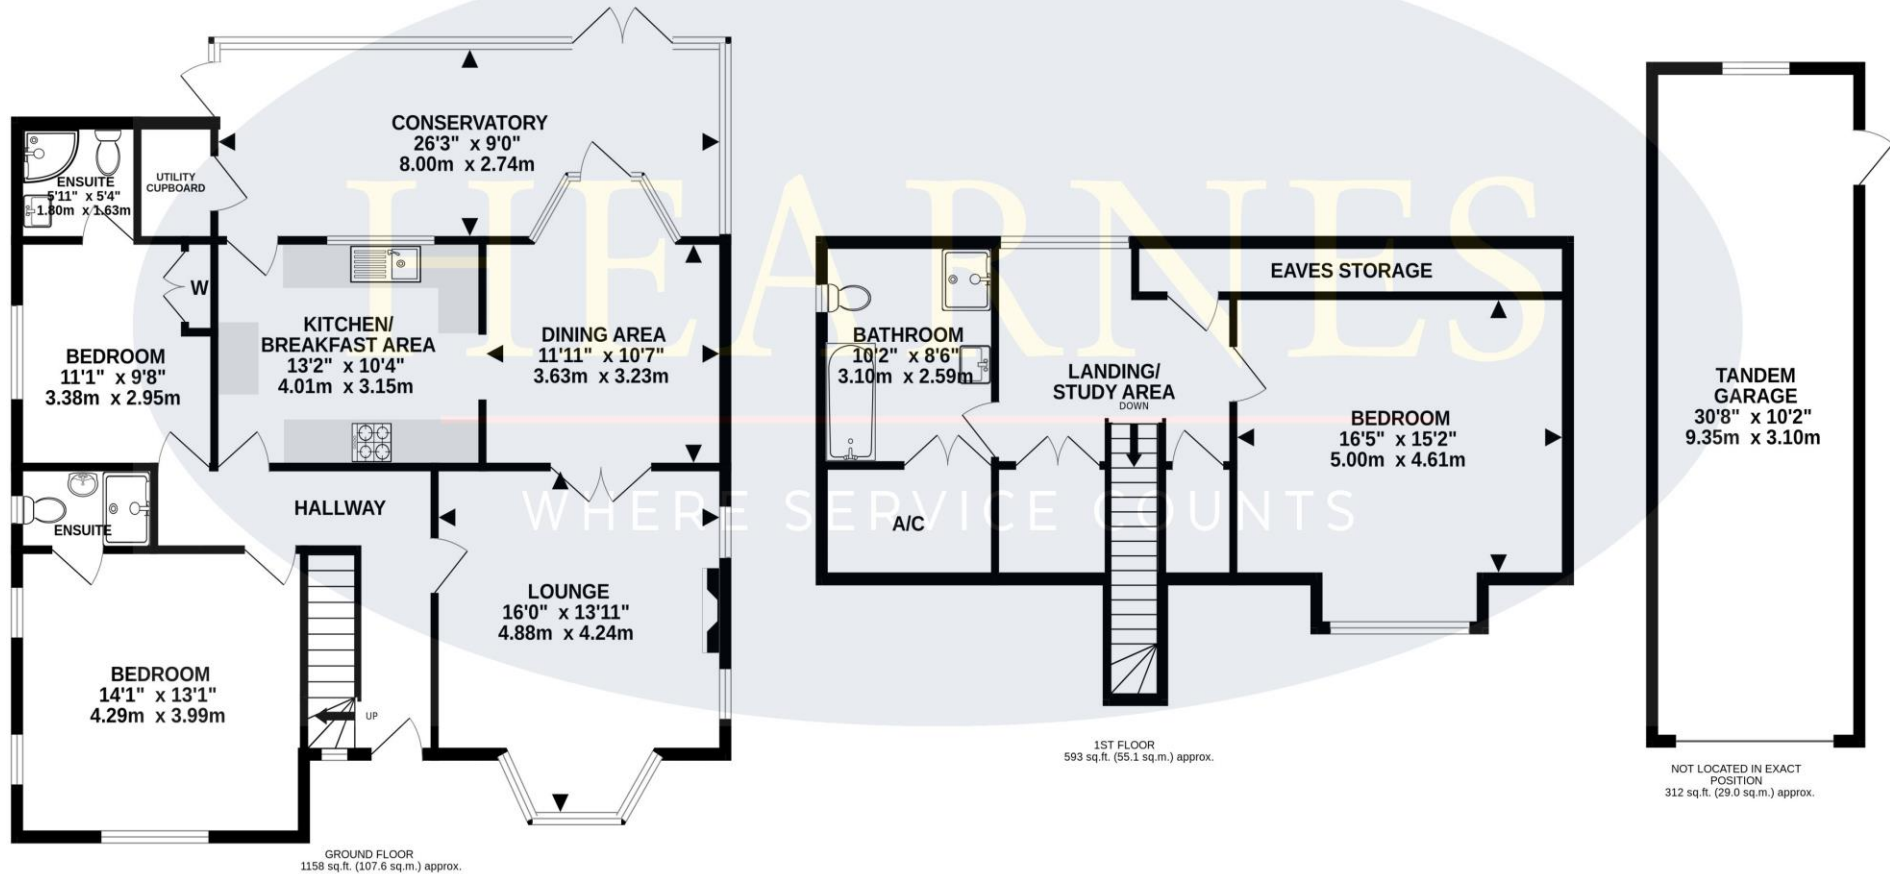 CONSERVATORY
26'3" x 9'0"
8.00m x 2.74m
ENSUITE
5'11" x 5'4"
1.80m x 1.63m
UTILITY
CUPBOARD
W
KITCHEN/
BREAKFAST AREA
13'2" x 10'4"
4.01m x 3.15m
DINING AREA
11'11" x 10'7"
3.63m x 3.23m
BEDROOM
11'1" x 9'8"
3.38m x 2.95m
ENSUITE
HALLWAY
LOUNGE
16'0" x 13'11"
4.88m x 4.24m
BEDROOM
14'1" x 13'1"
4.29m x 3.99m
UP
GROUND FLOOR
1158 sq.ft. (107.6 sq.m.) approx.
HEARNES
WHERE SERVICE COUNTS
EAVES STORAGE
BATHROOM
10'2" x 8'6"
3.10m x 2.59m
LANDING/
STUDY AREA
DOWN
BEDROOM
16'5" x 15'2"
5.00m x 4.61m
A/C
1ST FLOOR
593 sq.ft. (55.1 sq.m.) approx.
TANDEM
GARAGE
30'8" x 10'2"
9.35m x 3.10m
NOT LOCATED IN EXACT
POSITION
312 sq.ft. (29.0 sq.m.) approx.